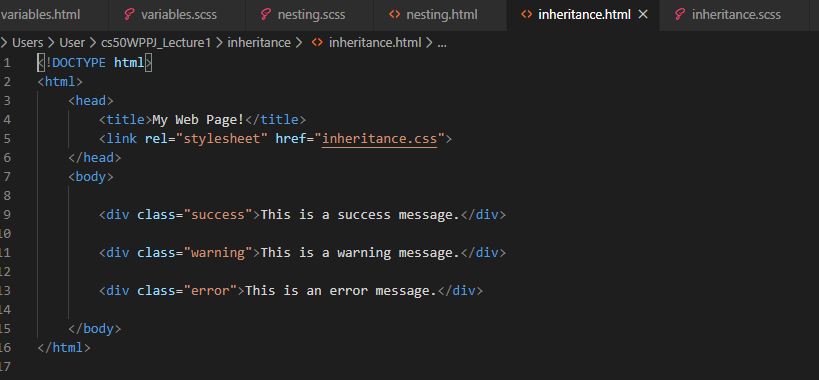 variables.html variables.scss nesting.scss nesting.html inheritance.html inheritance.scss
> Users > User > cs50WPPJ_Lecture1 > inheritance > inheritance.html > ...
1 <!DOCTYPE html>
2 <html>
3 <head>
4 <title>My Web Page!</title>
5 <link rel="stylesheet" href="inheritance.css">
6 </head>
7 <body>
8
9 <div class="success">This is a success message.</div>
10
11 <div class="warning">This is a warning message.</div>
12
13 <div class="error">This is an error message.</div>
14
15 </body>
16 </html>
17